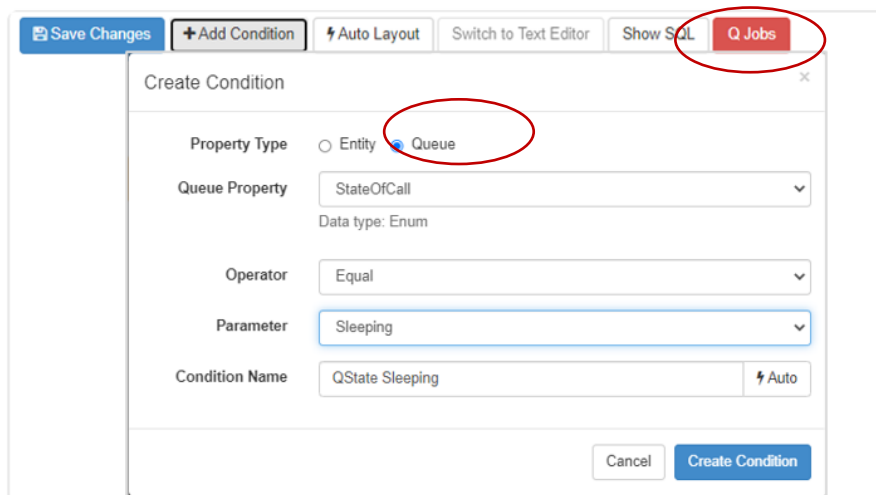 Save Changes +Add Condition Auto Layout Switch to Text Editor Show SQL Q Jobs
Create Condition ×
Property Type Entity Queue
Queue Property StateOfCall
Data type: Enum
Operator Equal
Parameter Sleeping
Condition Name QState Sleeping Auto
Cancel Create Condition